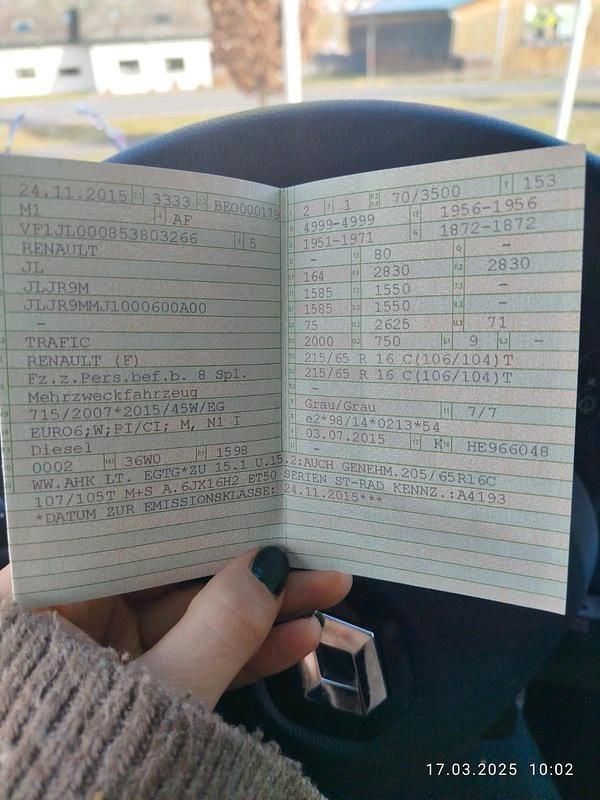 24.11.2015 3333 BEO000179
M1 AF
VF1JL000853803266 5
RENAULT
JL
JLJR9M
JLJR9MMJ1000600A00
-
TRAFIC
RENAULT (F)
Fz.z.Pers.bef.b. 8 Spl.
Mehrzweckfahrzeug
715/2007*2015/45W/EG
EURO6;W;PI/CI; M, N1 I
Diesel
0002 36W0 1598
2 1 70/3500 153
4999-4999 1956-1956
1951-1971 1872-1872
- 80 -
164 2830 2830
1585 1550 -
1585 1550 -
75 2625 71
2000 750 9 -
215/65 R 16 C(106/104)T
215/65 R 16 C(106/104)T
-
Grau/Grau 7/7
e2*98/14*0213*54
03.07.2015 K HE966048
-
WW.AHK LT. EGTG*ZU 15.1 U.15.2:AUCH GENEHM.205/65R16C
107/105T M+S A.6JX16H2 ET50 SERIEN ST-RAD KENNZ.:A4193
*DATUM ZUR EMISSIONSKLASSE: 24.11.2015***
17.03.2025 10:02